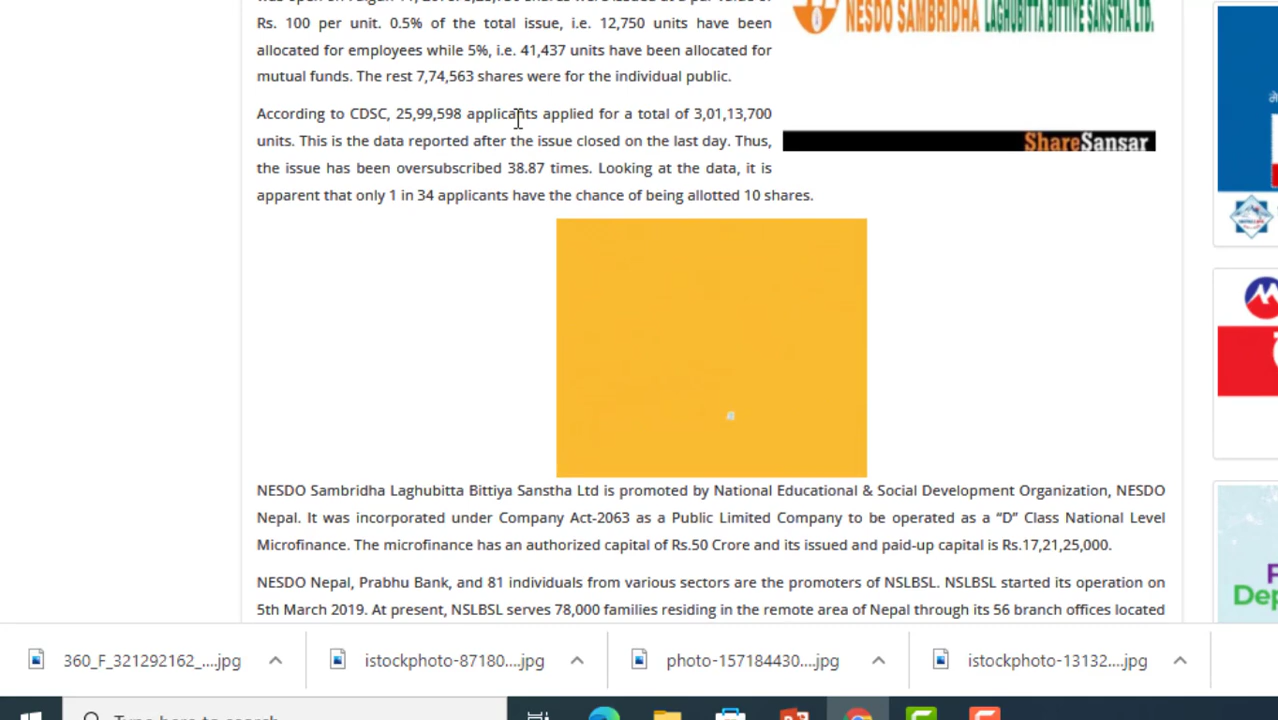 Rs. 100 per unit. 0.5% of the total issue, i.e. 12,750 units have been
allocated for employees while 5%, i.e. 41,437 units have been allocated for
mutual funds. The rest 7,74,563 shares were for the individual public.
NESDO SAMBRIDHA LAGHUBITTA BITTIYE SANSTHA LTD.
According to CDSC, 25,99,598 applicants applied for a total of 3,01,13,700
units. This is the data reported after the issue closed on the last day. Thus,
the issue has been oversubscribed 38.87 times. Looking at the data, it is
apparent that only 1 in 34 applicants have the chance of being allotted 10 shares.
ShareSansar
NESDO Sambridha Laghubitta Bittiya Sanstha Ltd is promoted by National Educational & Social Development Organization, NESDO
Nepal. It was incorporated under Company Act-2063 as a Public Limited Company to be operated as a “D” Class National Level
Microfinance. The microfinance has an authorized capital of Rs.50 Crore and its issued and paid-up capital is Rs.17,21,25,000.
NESDO Nepal, Prabhu Bank, and 81 individuals from various sectors are the promoters of NSLBSL. NSLBSL started its operation on
5th March 2019. At present, NSLBSL serves 78,000 families residing in the remote area of Nepal through its 56 branch offices located
360_F_321292162_....jpg
istockphoto-87180....jpg
photo-157184430....jpg
istockphoto-13132....jpg
Type here to search